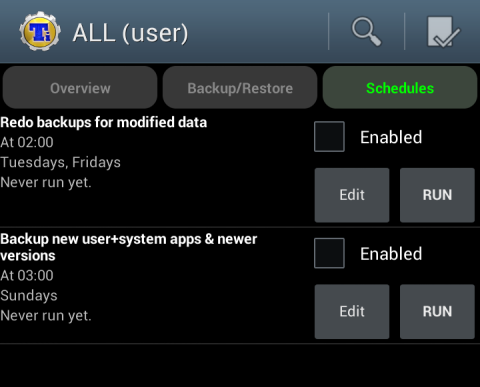 Ti
ALL (user)
Overview
Backup/Restore
Schedules
Redo backups for modified data
At 02:00
Tuesdays, Fridays
Never run yet.
Enabled
Edit
RUN
Backup new user+system apps & newer
versions
At 03:00
Sundays
Never run yet.
Enabled
Edit
RUN